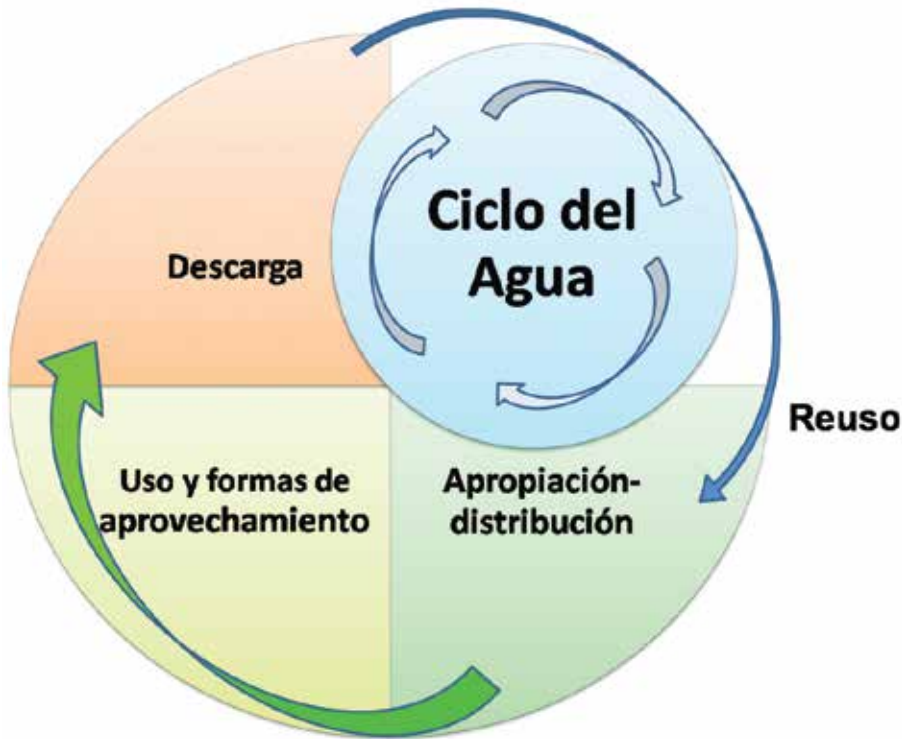 Ciclo del
Agua
Descarga
Reuso
Uso y formas de
aprovechamiento
Apropiación-
distribución